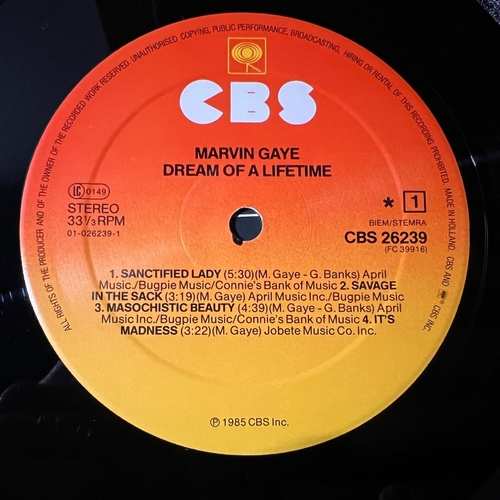 ALL RIGHTS OF THE PRODUCER AND OF THE OWNER OF THE RECORDED WORK RESERVED. UNAUTHORISED COPYING, PUBLIC PERFORMANCE, BROADCASTING, HIRING OR RENTAL OF THIS RECORD PROHIBITED. MADE IN HOLLAND. CBS AND ARE CBS INC.
CBS
MARVIN GAYE
DREAM OF A LIFETIME
LC 0149
STEREO
33⅓ RPM
01-026239-1
* 1
BIEM/STEMRA
CBS 26239
(FC 39916)
1. SANCTIFIED LADY (5:30)(M. Gaye - G. Banks) April
Music./Bugpie Music/Connie's Bank of Music 2. SAVAGE
IN THE SACK (3:19)(M. Gaye) April Music Inc./Bugpie Music
3. MASOCHISTIC BEAUTY (4:39)(M. Gaye - G. Banks) April
Music Inc./Bugpie Music/Connie's Bank of Music 4. IT'S
MADNESS (3:22)(M. Gaye) Jobete Music Co. Inc.
℗ 1985 CBS Inc.